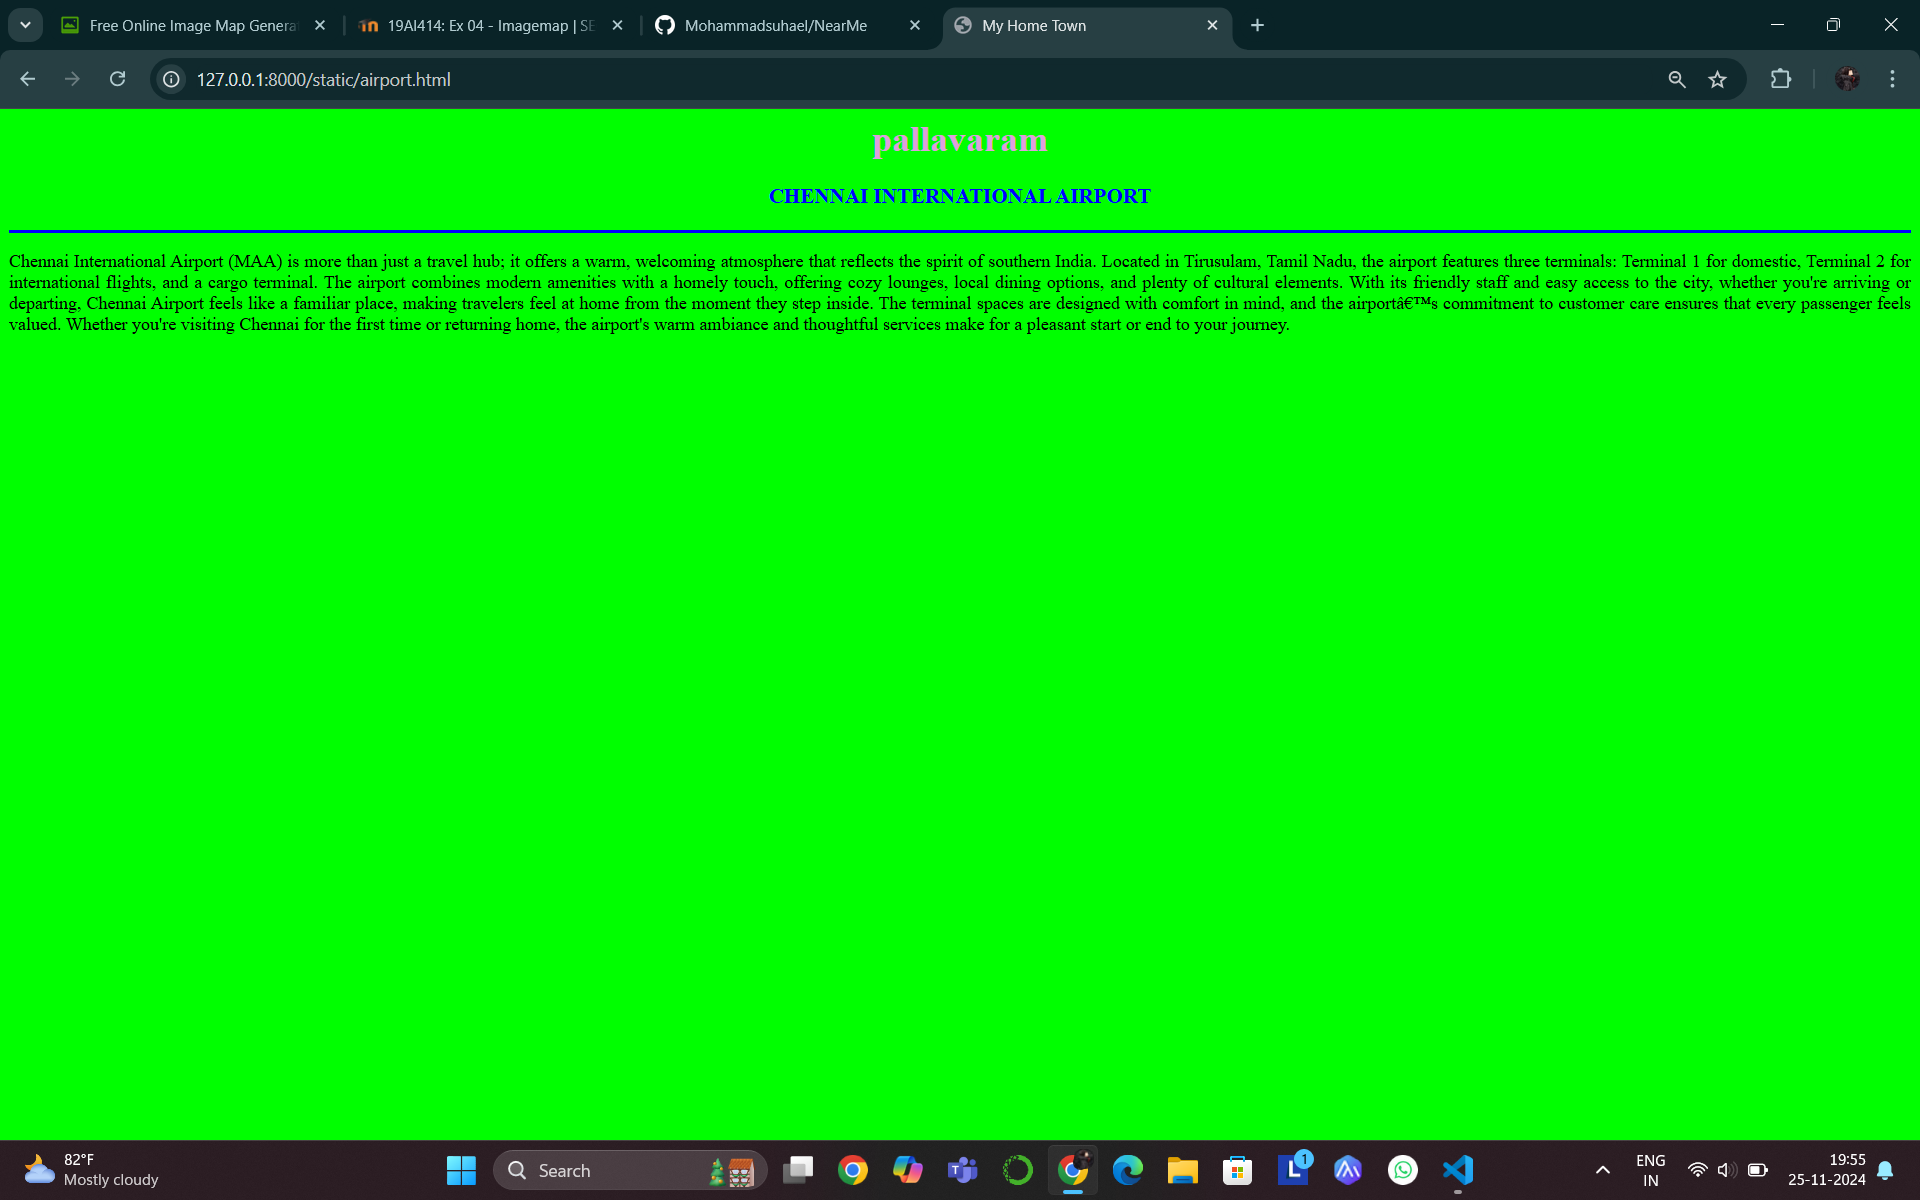 Free Online Image Map Genera
19AI414: Ex 04 - Imagemap | SE
Mohammadsuhael/NearMe
My Home Town
127.0.0.1:8000/static/airport.html
pallavaram
CHENNAI INTERNATIONAL AIRPORT
Chennai International Airport (MAA) is more than just a travel hub; it offers a warm, welcoming atmosphere that reflects the spirit of southern India. Located in Tirusulam, Tamil Nadu, the airport features three terminals: Terminal 1 for domestic, Terminal 2 for
international flights, and a cargo terminal. The airport combines modern amenities with a homely touch, offering cozy lounges, local dining options, and plenty of cultural elements. With its friendly staff and easy access to the city, whether you're arriving or
departing, Chennai Airport feels like a familiar place, making travelers feel at home from the moment they step inside. The terminal spaces are designed with comfort in mind, and the airportâ€™s commitment to customer care ensures that every passenger feels
valued. Whether you're visiting Chennai for the first time or returning home, the airport's warm ambiance and thoughtful services make for a pleasant start or end to your journey.
82°F
Mostly cloudy
Search
1
ENG
IN
19:55
25-11-2024